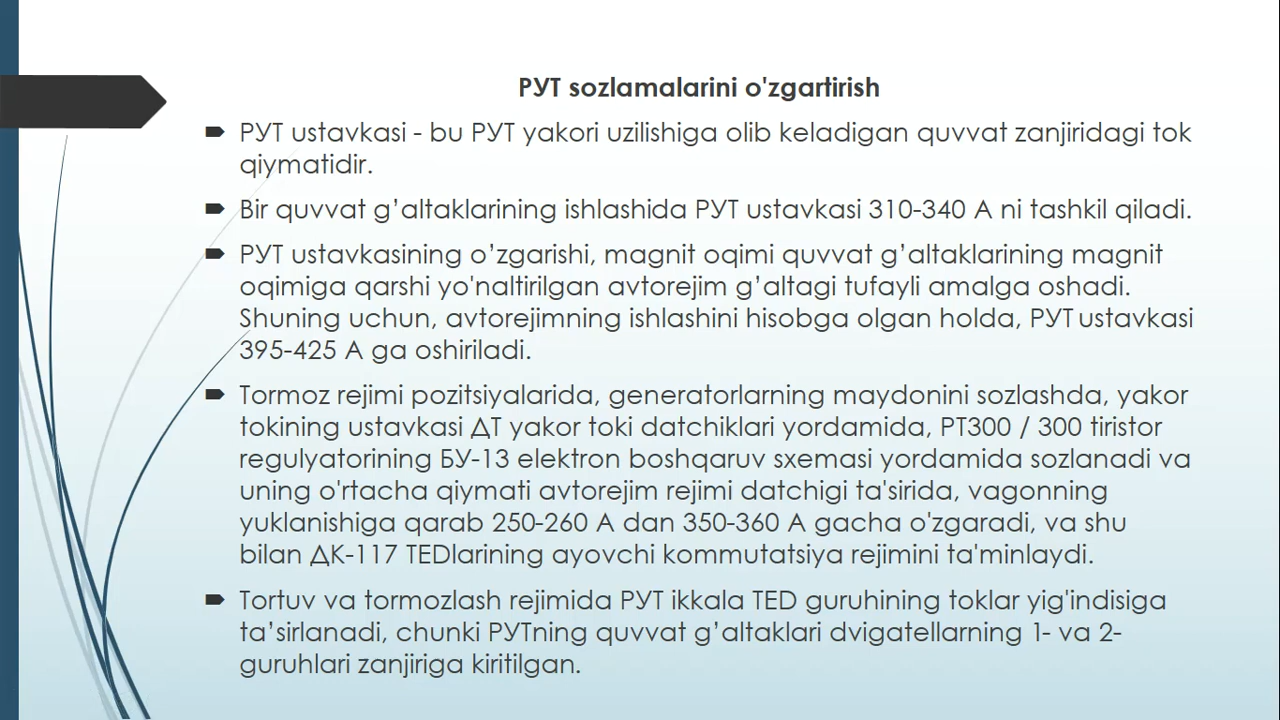 РУТ sozlamalarini o'zgartirish
РУТ ustavkasi - bu РУТ yakori uzilishiga olib keladigan quvvat zanjiridagi tok
qiymatidir.
Bir quvvat g’altaklarining ishlashida РУТ ustavkasi 310-340 A ni tashkil qiladi.
РУТ ustavkasining o’zgarishi, magnit oqimi quvvat g’altaklarining magnit
oqimiga qarshi yo'naltirilgan avtorejim g’altagi tufayli amalga oshadi.
Shuning uchun, avtorejimning ishlashini hisobga olgan holda, РУТ ustavkasi
395-425 A ga oshiriladi.
Tormoz rejimi pozitsiyalarida, generatorlarning maydonini sozlashda, yakor
tokining ustavkasi ДТ yakor toki datchiklari yordamida, РТ300 / 300 tiristor
regulyatorining БУ-13 elektron boshqaruv sxemasi yordamida sozlanadi va
uning o'rtacha qiymati avtorejim rejimi datchigi ta'sirida, vagonning
yuklanishiga qarab 250-260 A dan 350-360 A gacha o'zgaradi, va shu
bilan ДК-117 TEDlarining ayovchi kommutatsiya rejimini ta'minlaydi.
Tortuv va tormozlash rejimida РУТ ikkala TED guruhining toklar yig'indisiga
ta’sirlanadi, chunki РУТning quvvat g’altaklari dvigatellarning 1- va 2-
guruhlari zanjiriga kiritilgan.